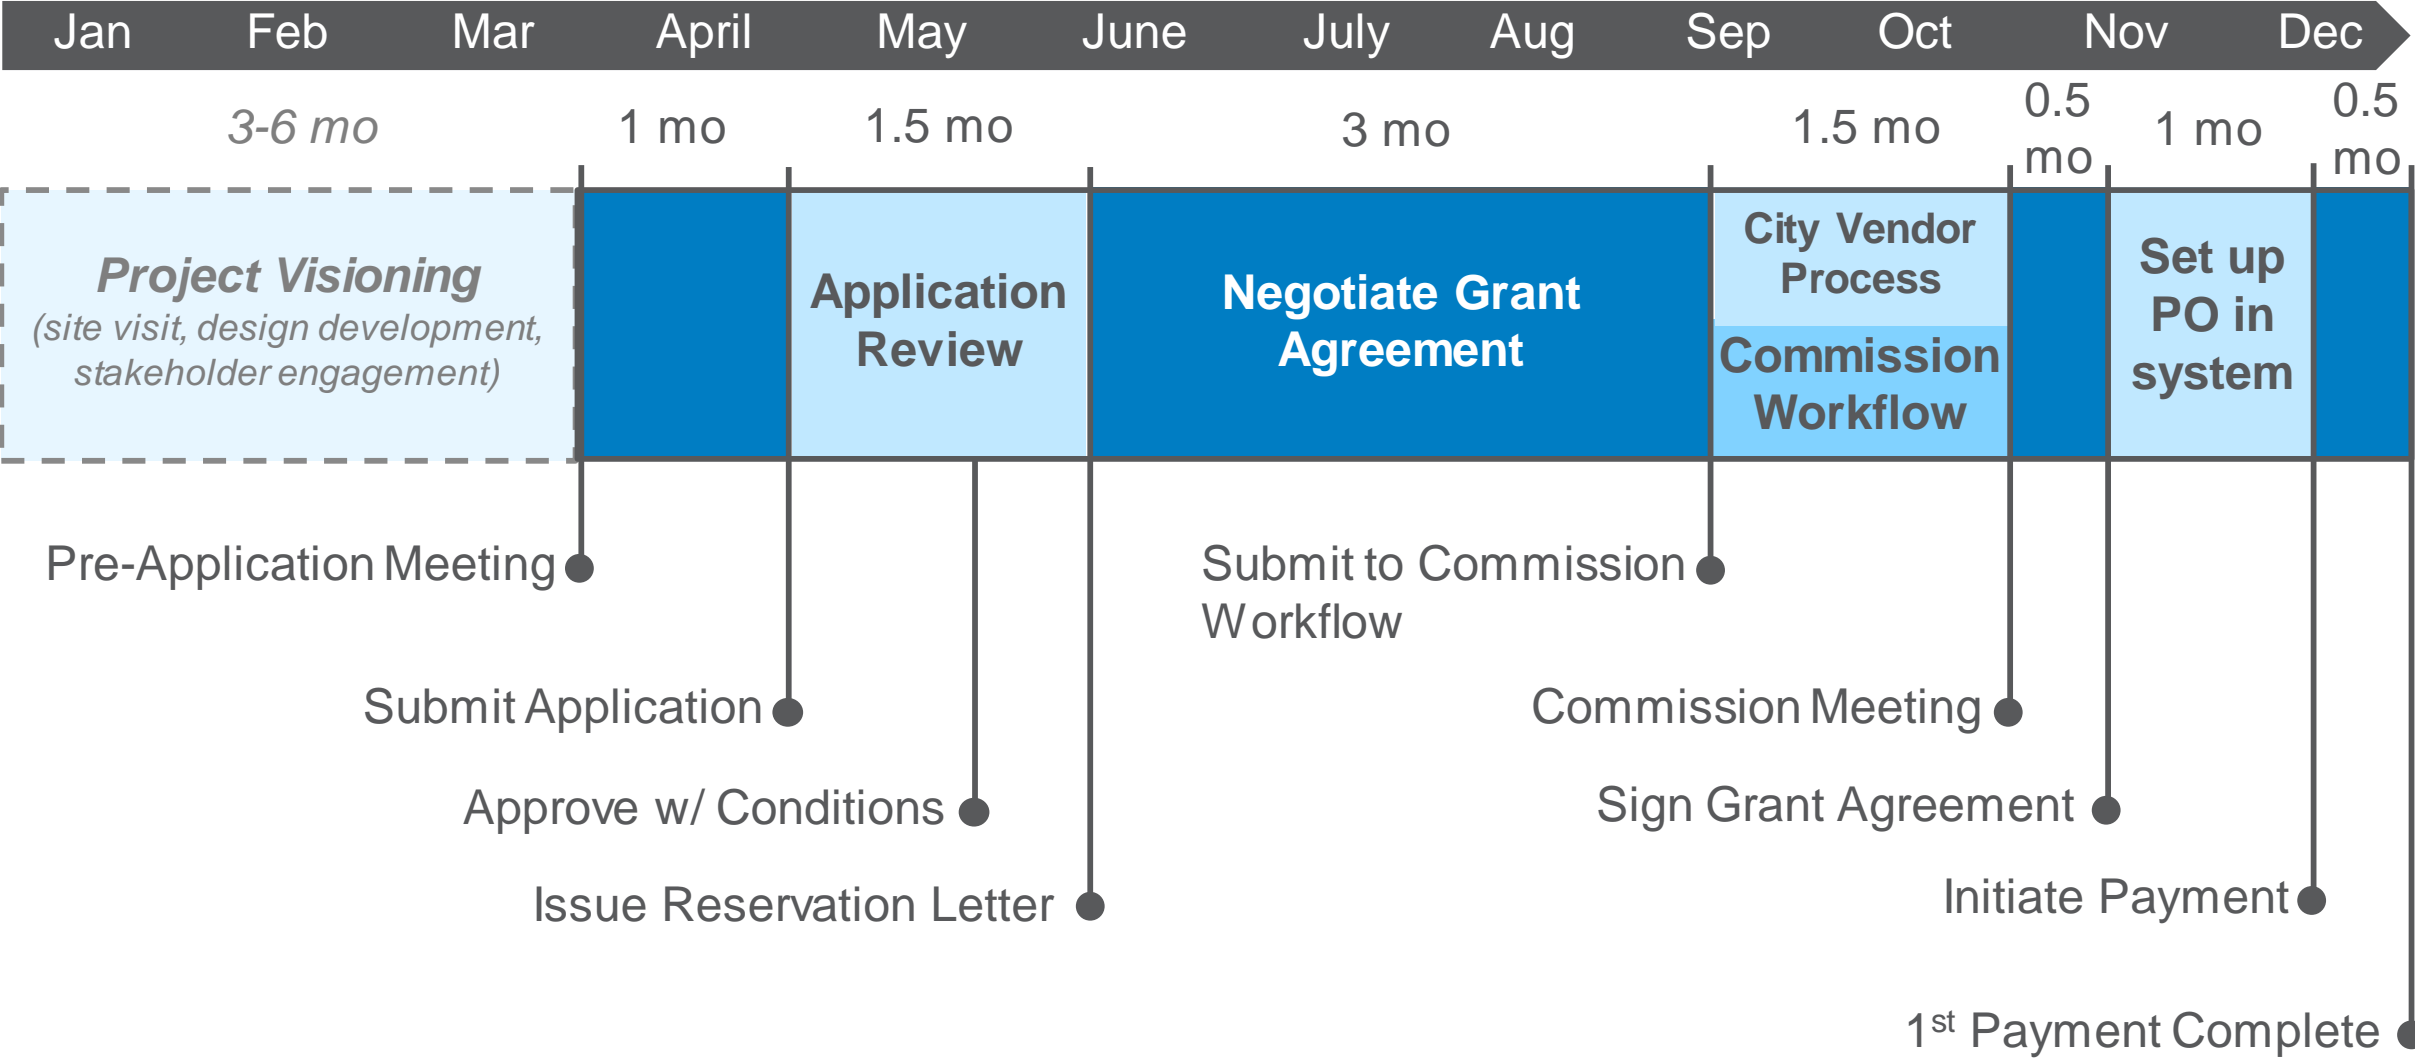 Jan Feb Mar April May June July Aug Sep Oct Nov Dec
3-6 mo
1 mo
1.5 mo
3 mo
1.5 mo
0.5
mo
1 mo
0.5
mo
Project Visioning
(site visit, design development,
stakeholder engagement)
Application
Review
Negotiate Grant
Agreement
City Vendor
Process
Commission
Workflow
Set up
PO in
system
Pre-Application Meeting
Submit to Commission
Workflow
Submit Application
Commission Meeting
Approve w/ Conditions
Sign Grant Agreement
Issue Reservation Letter
Initiate Payment
1st Payment Complete